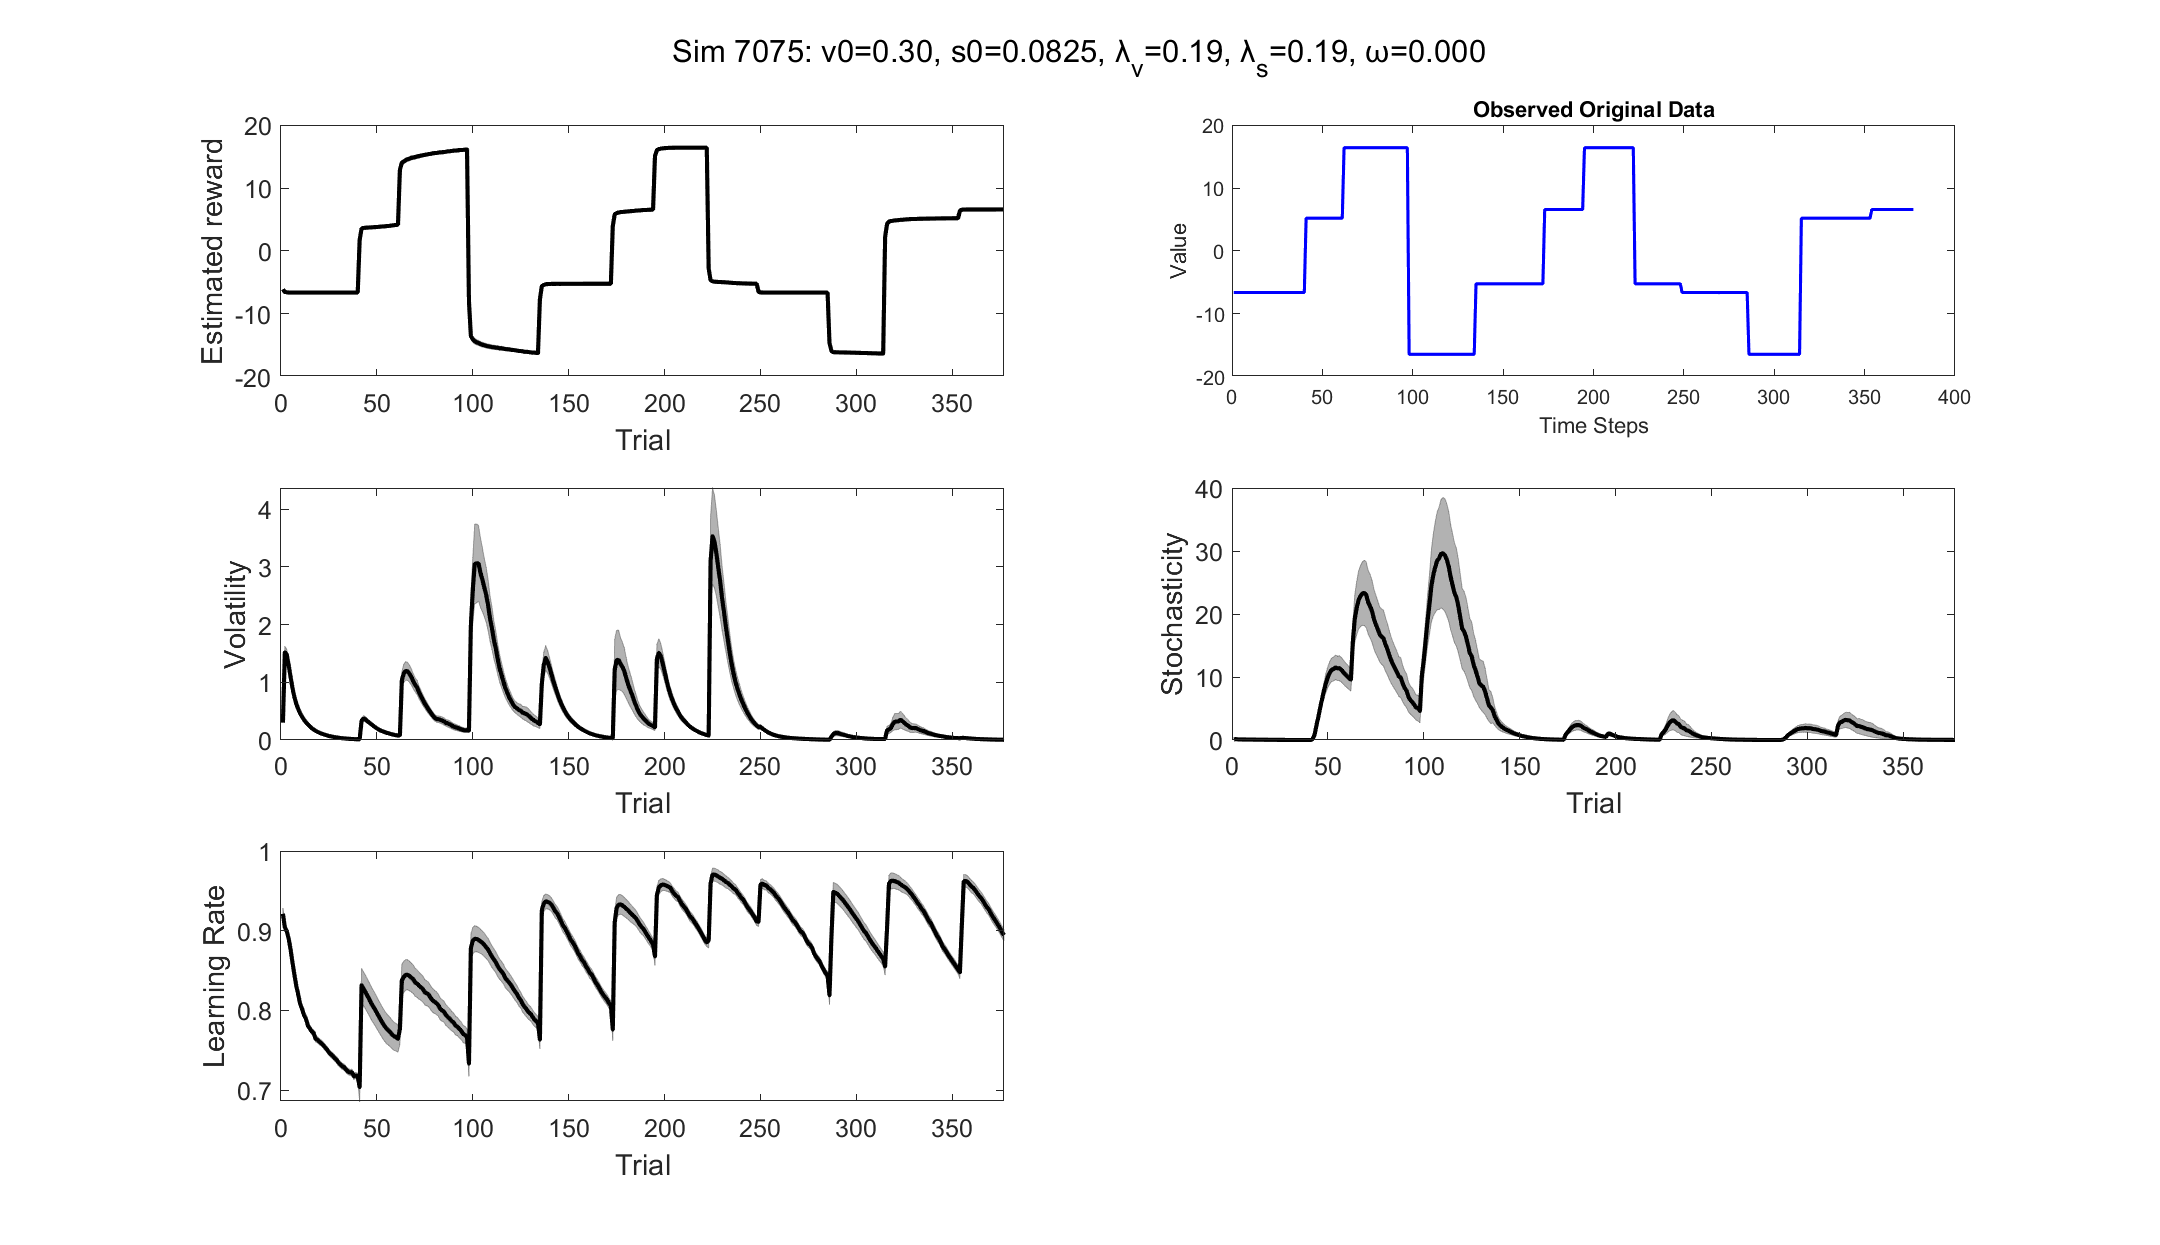 Sim 7075: v0=0.30, s0=0.0825, λv=0.19, λs=0.19, ω=0.000
20
10
0
-10
-20
Estimated reward
0 50 100 150 200 250 300 350
Trial
Observed Original Data
20
10
0
-10
-20
Value
0 50 100 150 200 250 300 350 400
Time Steps
4
3
2
1
0
Volatility
0 50 100 150 200 250 300 350
Trial
40
30
20
10
0
Stochasticity
0 50 100 150 200 250 300 350
Trial
1
0.9
0.8
0.7
Learning Rate
0 50 100 150 200 250 300 350
Trial